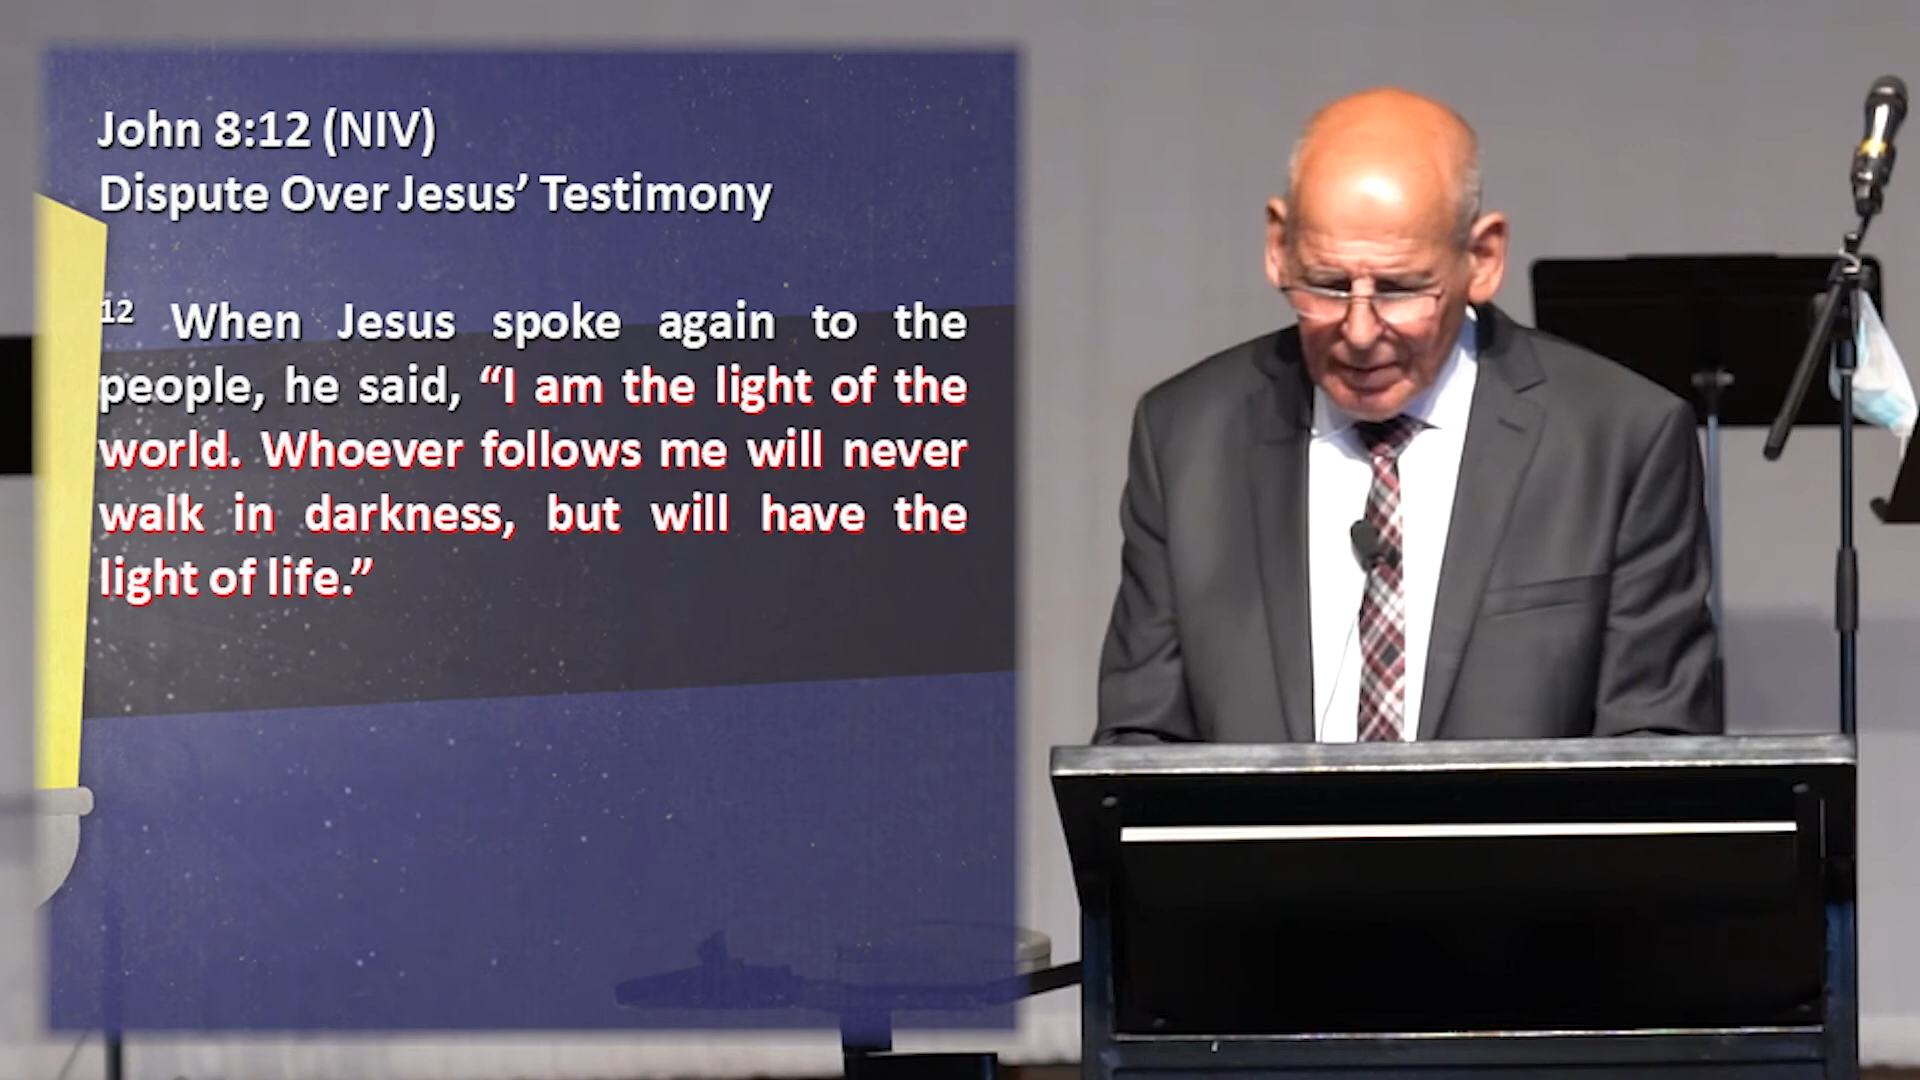 John 8:12 (NIV)
Dispute Over Jesus’ Testimony
12 When Jesus spoke again to the
people, he said, “I am the light of the
world. Whoever follows me will never
walk in darkness, but will have the
light of life.”